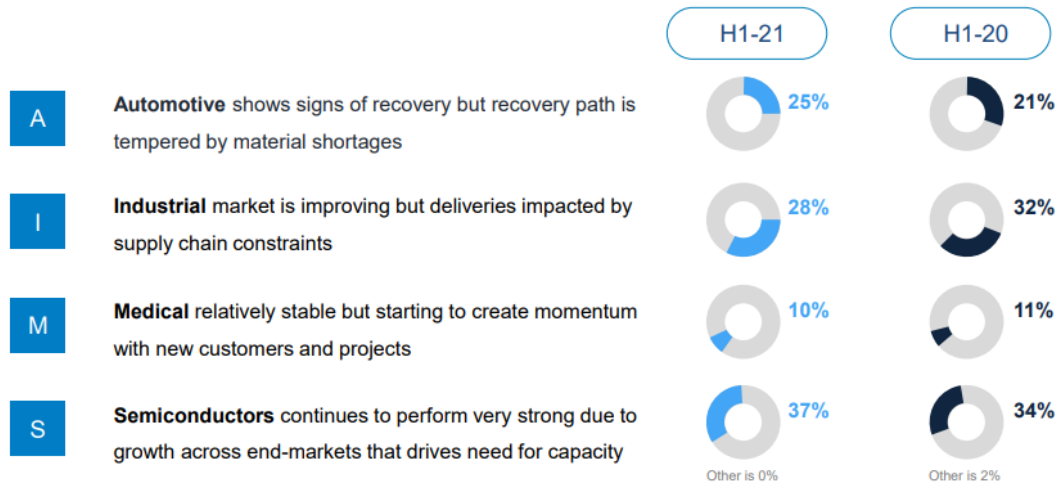 H1-21 H1-20
A Automotive shows signs of recovery but recovery path is 25% 21%
tempered by material shortages
I Industrial market is improving but deliveries impacted by 28% 32%
supply chain constraints
M Medical relatively stable but starting to create momentum 10% 11%
with new customers and projects
S Semiconductors continues to perform very strong due to 37% 34%
growth across end-markets that drives need for capacity
Other is 0% Other is 2%